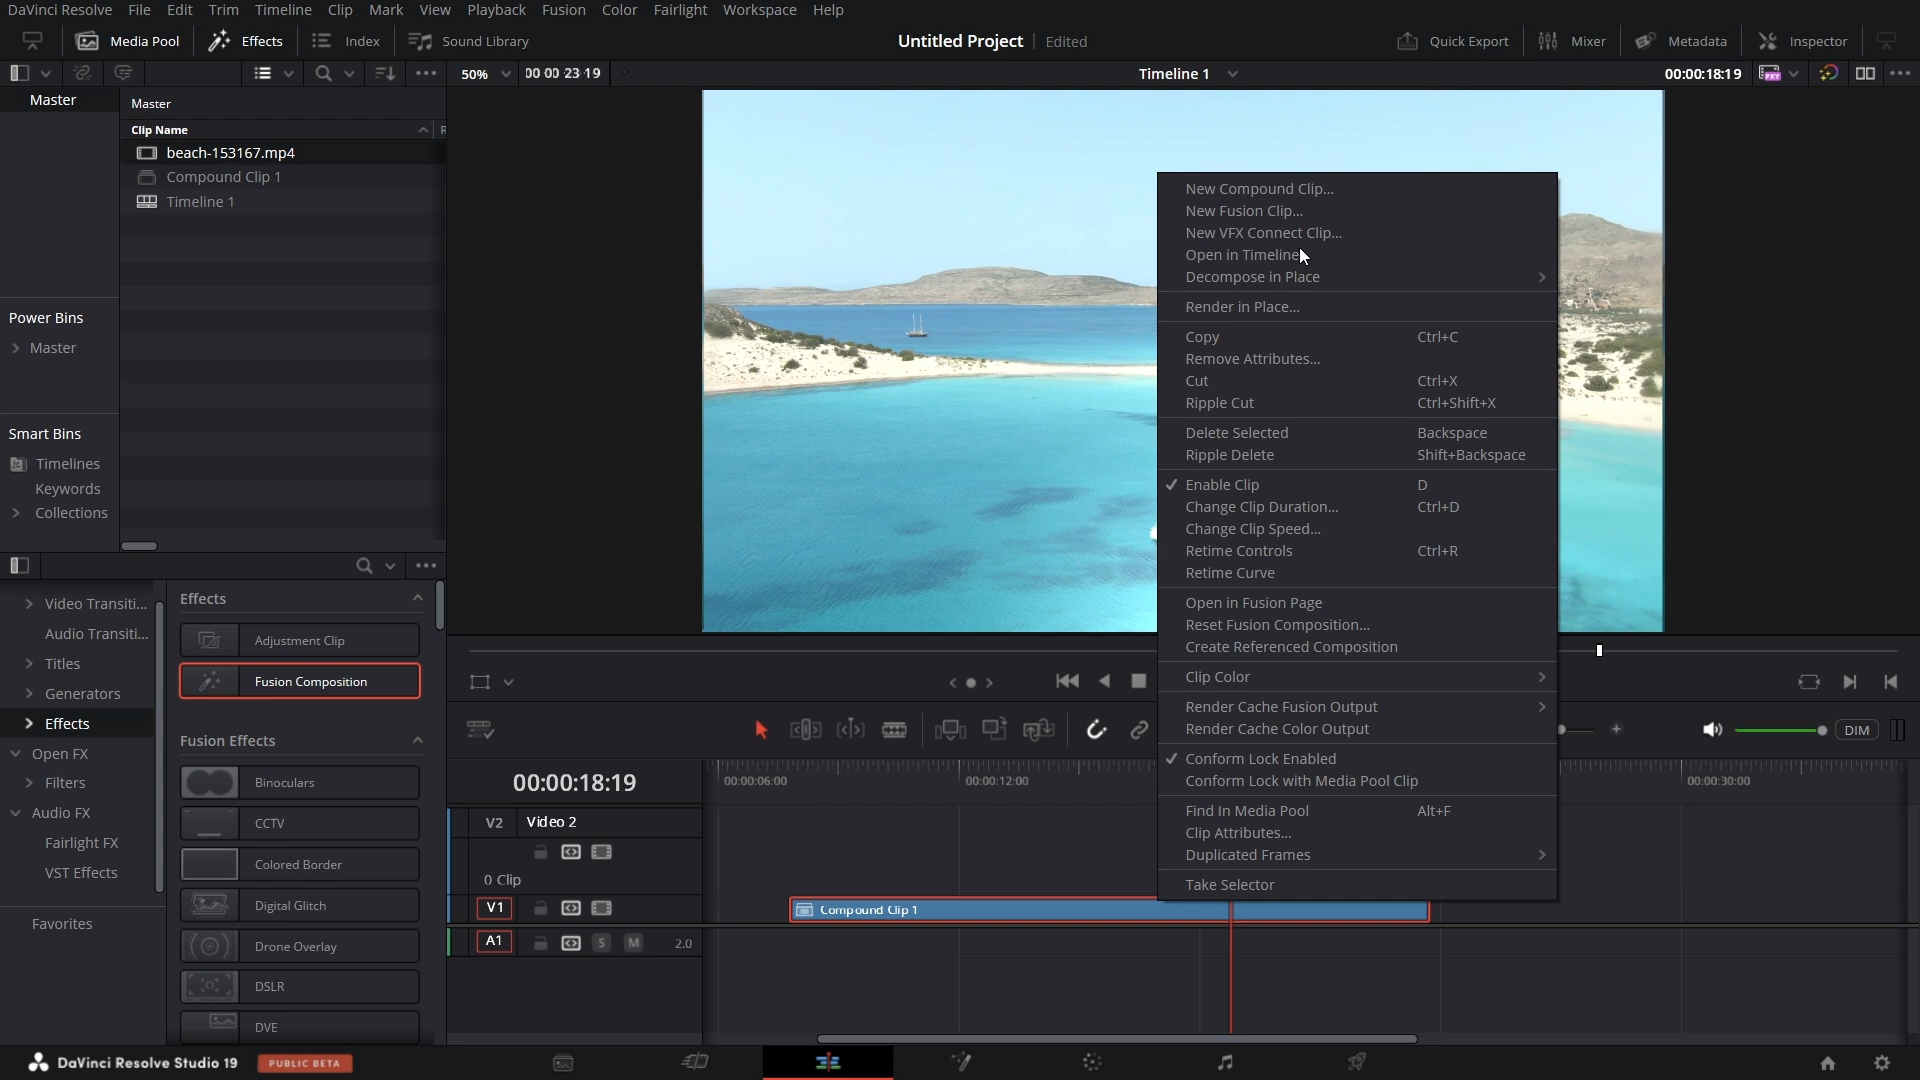 DaVinci Resolve File Edit Trim Timeline Clip Mark View Playback Fusion Color Fairlight Workspace Help
Media Pool Effects Index Sound Library Untitled Project Edited Quick Export Mixer Metadata Inspector
50% 00:00:23:19 Timeline 1 00:00:18:19 PXY
Master Master
Clip Name
beach-153167.mp4
Compound Clip 1
Timeline 1
Power Bins
Master
Smart Bins
Timelines
Keywords
Collections
Video Transiti...
Audio Transiti...
Titles
Generators
Effects
Open FX
Filters
Audio FX
Fairlight FX
VST Effects
Favorites
Effects
Adjustment Clip
Fusion Composition
Fusion Effects
Binoculars
CCTV
Colored Border
Digital Glitch
Drone Overlay
DSLR
DVE
New Compound Clip...
New Fusion Clip...
New VFX Connect Clip...
Open in Timeline
Decompose in Place
Render in Place...
Copy Ctrl+C
Remove Attributes...
Cut Ctrl+X
Ripple Cut Ctrl+Shift+X
Delete Selected Backspace
Ripple Delete Shift+Backspace
Enable Clip D
Change Clip Duration... Ctrl+D
Change Clip Speed...
Retime Controls Ctrl+R
Retime Curve
Open in Fusion Page
Reset Fusion Composition...
Create Referenced Composition
Clip Color
Render Cache Fusion Output
Render Cache Color Output
Conform Lock Enabled
Conform Lock with Media Pool Clip
Find In Media Pool Alt+F
Clip Attributes...
Duplicated Frames
Take Selector
DIM
00:00:18:19 00:00:06:00 00:00:12:00 00:00:30:00
V2 Video 2
0 Clip
V1 Compound Clip 1
A1 S M 2.0
DaVinci Resolve Studio 19 PUBLIC BETA